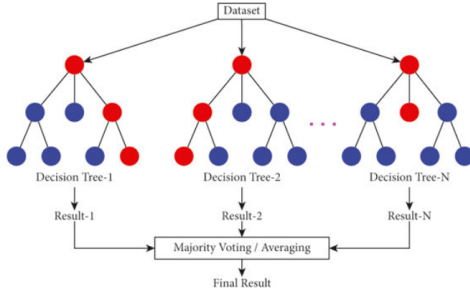 Dataset
Decision Tree-1
Decision Tree-2
Decision Tree-N
Result-1
Result-2
Result-N
Majority Voting / Averaging
Final Result